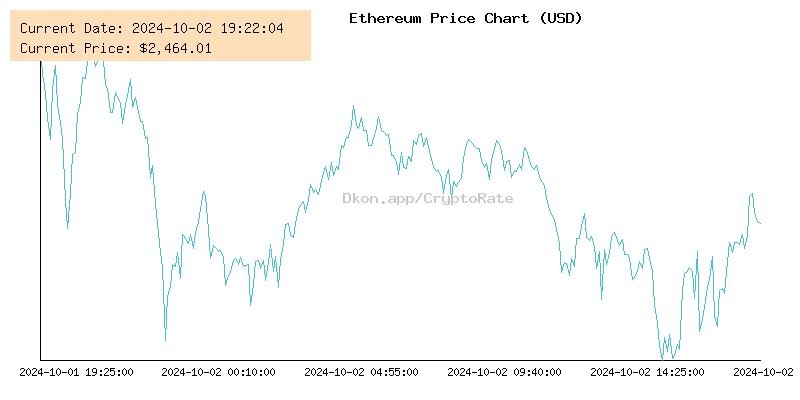 Ethereum Price Chart (USD)
Current Date: 2024-10-02 19:22:04
Current Price: $2,464.01
Dkon.app/CryptoRate
2024-10-01 19:25:00 2024-10-02 00:10:00 2024-10-02 04:55:00 2024-10-02 09:40:00 2024-10-02 14:25:00 2024-10-02